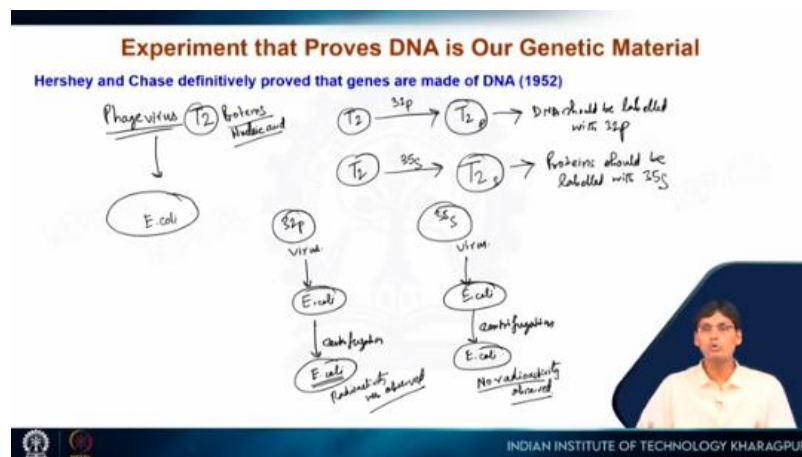 Experiment that Proves DNA is Our Genetic Material
Hershey and Chase definitively proved that genes are made of DNA (1952)
Phage virus T2 Proteins
Nucleic acid
E.coli
T2 32p T2 p DNA should be labelled
with 32p
T2 35S T2 s Proteins should be
labelled with 35S
32p
virus
E.coli
Centrifugation
E.coli
Radioactivity
was observed
35S
virus
E.coli
Centrifugation
E.coli
No radioactivity
observed
INDIAN INSTITUTE OF TECHNOLOGY KHARAGPU